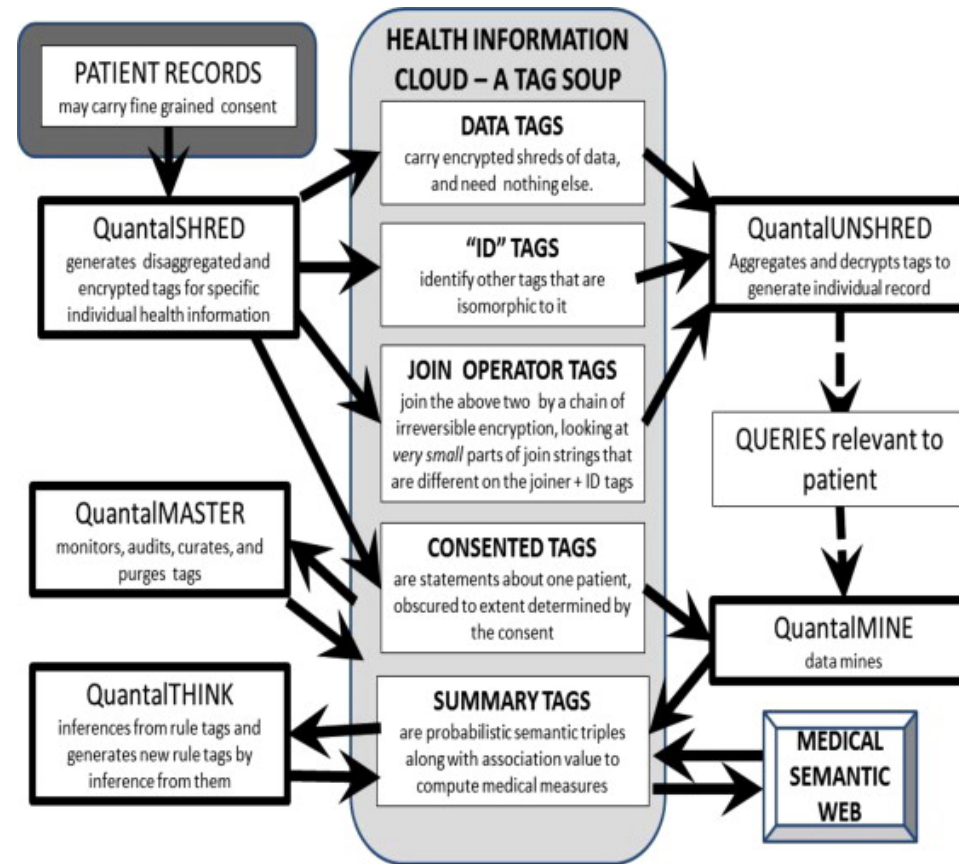 PATIENT RECORDS
may carry fine grained consent
QuantalSHRED
generates disaggregated and
encrypted tags for specific
individual health information
QuantalMASTER
monitors, audits, curates, and
purges tags
QuantalTHINK
inferences from rule tags and
generates new rule tags by
inference from them
HEALTH INFORMATION
CLOUD – A TAG SOUP
DATA TAGS
carry encrypted shreds of data,
and need nothing else.
“ID” TAGS
identify other tags that are
isomorphic to it
JOIN OPERATOR TAGS
join the above two by a chain of
irreversible encryption, looking at
very small parts of join strings that
are different on the joiner + ID tags
CONSENTED TAGS
are statements about one patient,
obscured to extent determined by
the consent
SUMMARY TAGS
are probabilistic semantic triples
along with association value to
compute medical measures
QuantalUNSHRED
Aggregates and decrypts tags to
generate individual record
QUERIES relevant to
patient
QuantalMINE
data mines
MEDICAL
SEMANTIC
WEB